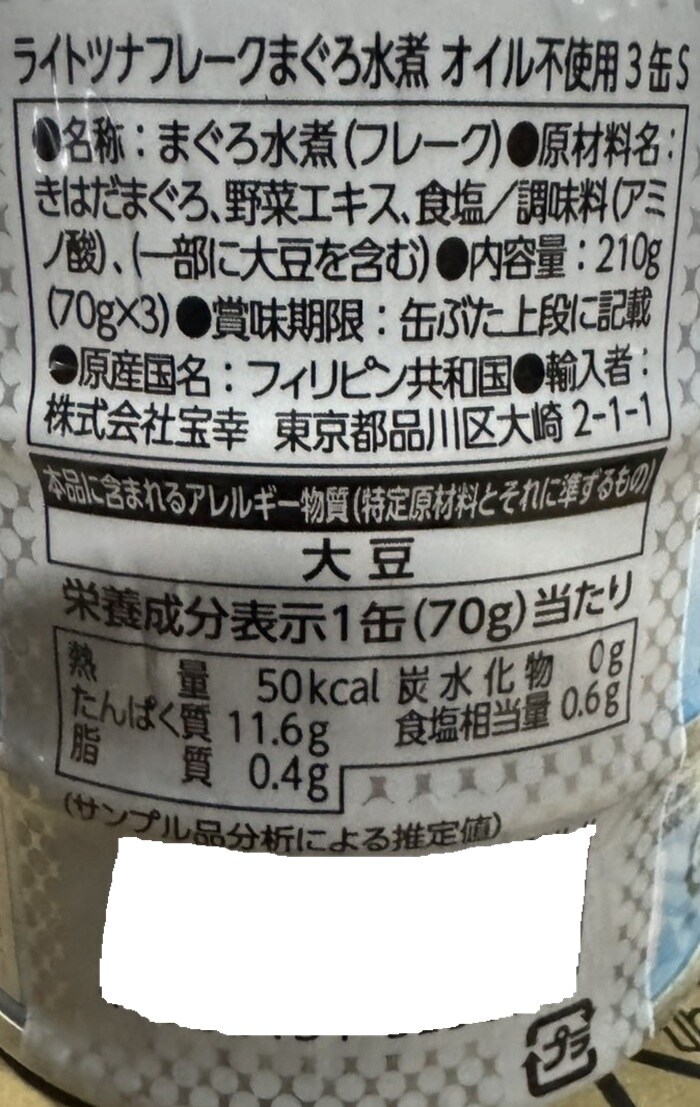 ライトツナフレークまぐろ水煮 オイル不使用3缶S
●名称：まぐろ水煮(フレーク)●原材料名：
きはだまぐろ、野菜エキス、食塩／調味料(アミ
ノ酸)、(一部に大豆を含む)●内容量：210g
(70g×3)●賞味期限：缶ぶた上段に記載
●原産国名：フィリピン共和国●輸入者：
株式会社宝幸 東京都品川区大崎 2-1-1
本品に含まれるアレルギー物質(特定原材料とそれに準ずるもの)
大豆
栄養成分表示1缶(70g)当たり
熱量 50kcal 炭水化物 0g
たんぱく質 11.6g 食塩相当量 0.6g
脂質 0.4g
(サンプル品分析による推定値)
プラ